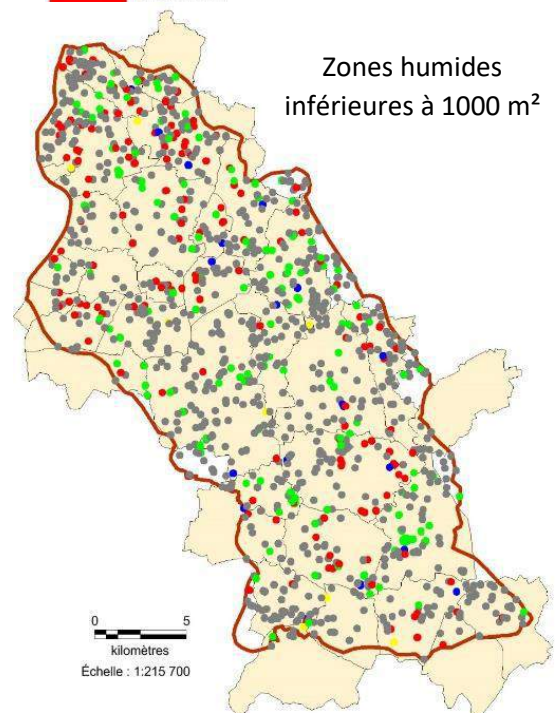 Zones humides
inférieures à 1000 m²
0 5
kilomètres
Échelle : 1:215 700